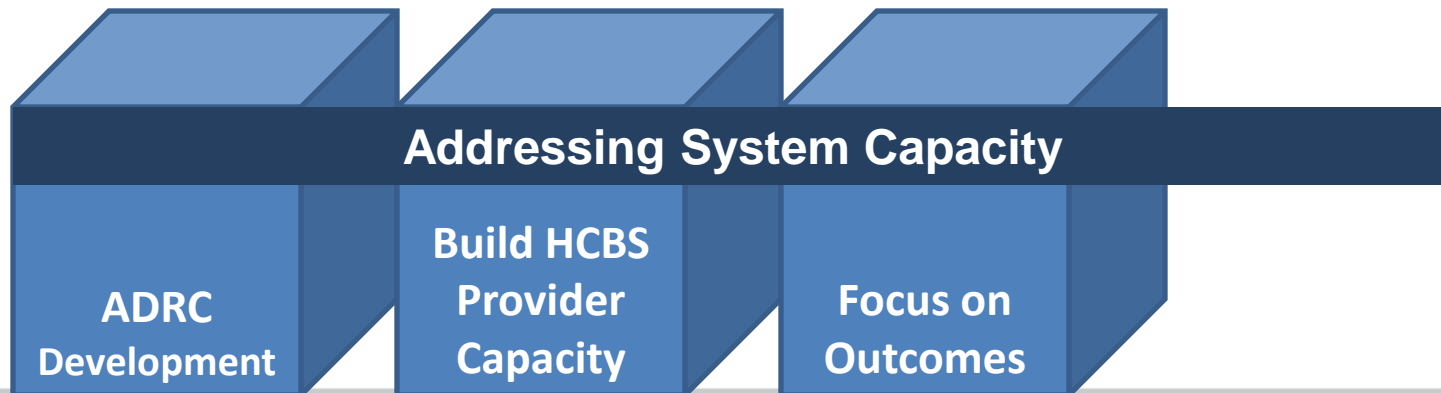 Addressing System Capacity
ADRC
Development
Build HCBS
Provider
Capacity
Focus on
Outcomes